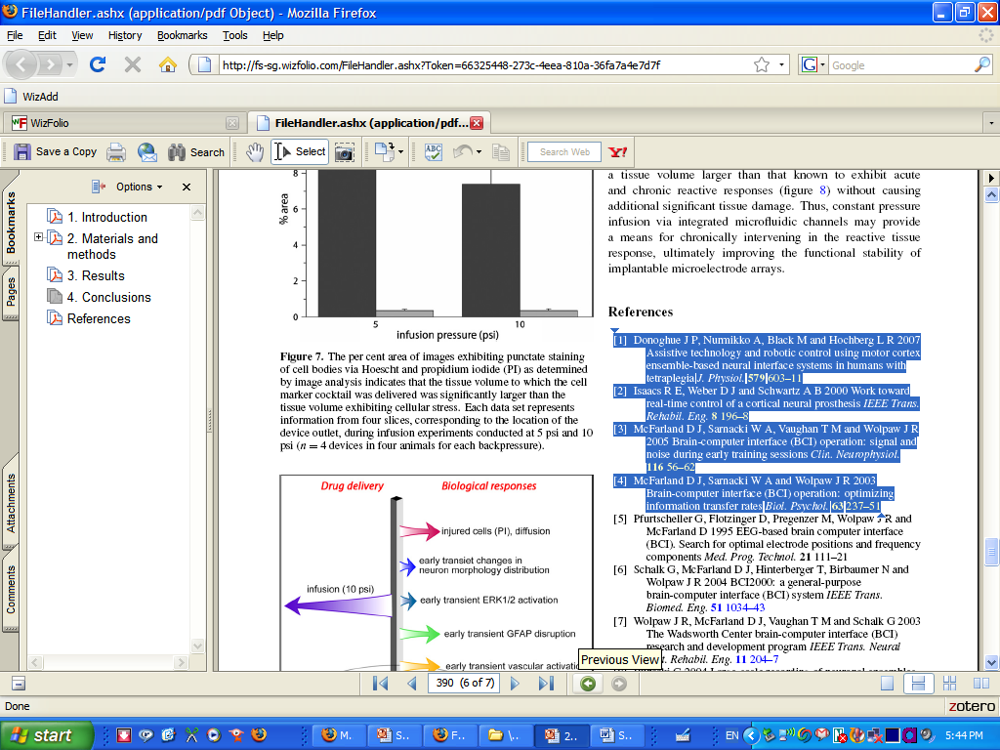 FileHandler.ashx (application/pdf Object) - Mozilla Firefox
File Edit View History Bookmarks Tools Help
http://fs-sg.wizfolio.com/FileHandler.ashx?Token=66325448-273c-4eea-810a-36fa7a4e7d7f
G Google
WizAdd
WizFolio
FileHandler.ashx (application/pdf...
Save a Copy Search Select Search Web Y!
Options
Bookmarks
Pages
Attachments
Comments
1. Introduction
2. Materials and
methods
3. Results
4. Conclusions
References
8
6
4
2
0
% area
5 10
infusion pressure (psi)
Figure 7. The per cent area of images exhibiting punctate staining
of cell bodies via Hoescht and propidium iodide (PI) as determined
by image analysis indicates that the tissue volume to which the cell
marker cocktail was delivered was significantly larger than the
tissue volume exhibiting cellular stress. Each data set represents
information from four slices, corresponding to the location of the
device outlet, during infusion experiments conducted at 5 psi and 10
psi (n = 4 devices in four animals for each backpressure).
Drug delivery Biological responses
injured cells (PI), diffusion
early transiet changes in
neuron morphology distribution
infusion (10 psi)
early transient ERK1/2 activation
early transient GFAP disruption
early transient vascular
a tissue volume larger than that known to exhibit acute
and chronic reactive responses (figure 8) without causing
additional significant tissue damage. Thus, constant pressure
infusion via integrated microfluidic channels may provide
a means for chronically intervening in the reactive tissue
response, ultimately improving the functional stability of
implantable microelectrode arrays.
References
[1] Donoghue J P, Nurmikko A, Black M and Hochberg L R 2007
Assistive technology and robotic control using motor cortex
ensemble-based neural interface systems in humans with
tetraplegia J. Physiol. 579 603–11
[2] Isaacs R E, Weber D J and Schwartz A B 2000 Work toward
real-time control of a cortical neural prosthesis IEEE Trans.
Rehabil. Eng. 8 196–8
[3] McFarland D J, Sarnacki W A, Vaughan T M and Wolpaw J R
2005 Brain-computer interface (BCI) operation: signal and
noise during early training sessions Clin. Neurophysiol.
116 56–62
[4] McFarland D J, Sarnacki W A and Wolpaw J R 2003
Brain-computer interface (BCI) operation: optimizing
information transfer rates Biol. Psychol. 63 237–51
[5] Pfurtscheller G, Flotzinger D, Pregenzer M, Wolpaw J R and
McFarland D 1995 EEG-based brain computer interface
(BCI). Search for optimal electrode positions and frequency
components Med. Prog. Technol. 21 111–21
[6] Schalk G, McFarland D J, Hinterberger T, Birbaumer N and
Wolpaw J R 2004 BCI2000: a general-purpose
brain-computer interface (BCI) system IEEE Trans.
Biomed. Eng. 51 1034–43
[7] Wolpaw J R, McFarland D J, Vaughan T M and Schalk G 2003
The Wadsworth Center brain-computer interface (BCI)
research and development program IEEE Trans. Neural
Rehabil. Eng. 11 204–7
Previous View
390 (6 of 7)
Done
zotero
start
M.. S... F... \.. 2... S...
EN
5:44 PM